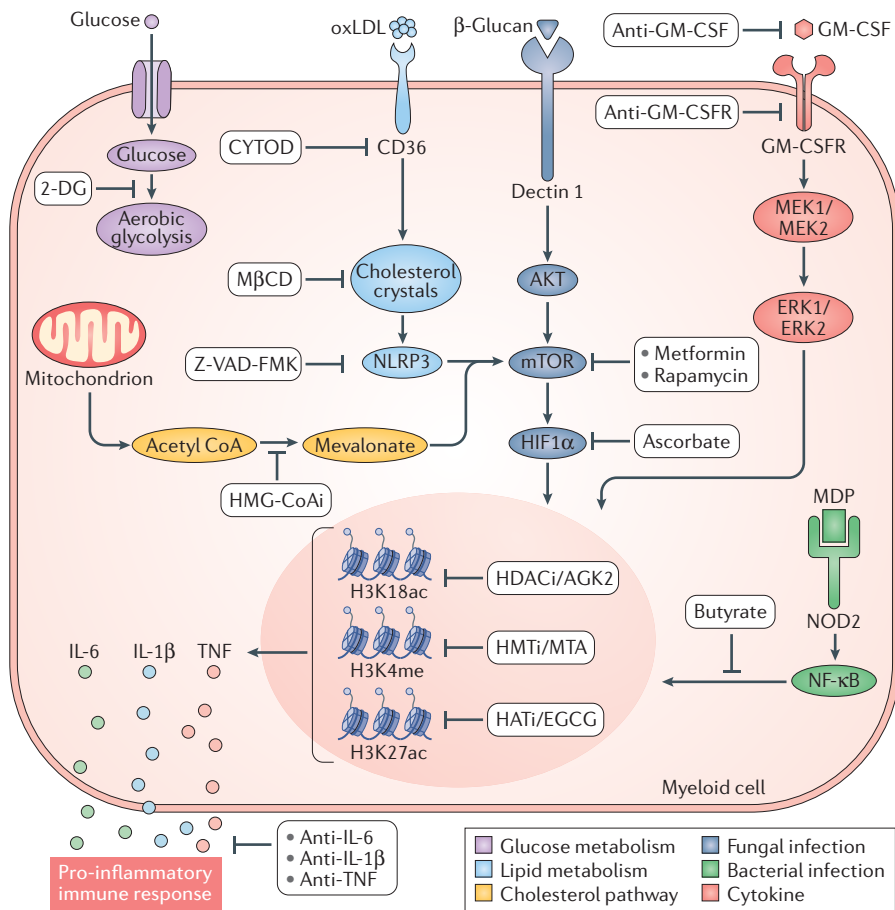 Glucose
oxLDL
β-Glucan
Anti-GM-CSF
GM-CSF
Anti-GM-CSFR
CYTOD
CD36
GM-CSFR
Glucose
2-DG
Dectin 1
Aerobic
glycolysis
MEK1/
MEK2
MβCD
Cholesterol
crystals
AKT
ERK1/
ERK2
Mitochondrion
Z-VAD-FMK
NLRP3
mTOR
• Metformin
• Rapamycin
Acetyl CoA
Mevalonate
HIF1α
Ascorbate
HMG-CoAi
MDP
H3K18ac
HDACi/AGK2
NOD2
Butyrate
IL-6
IL-1β
TNF
H3K4me
HMTi/MTA
NF-κB
H3K27ac
HATi/EGCG
Myeloid cell
Pro-inflammatory
immune response
• Anti-IL-6
• Anti-IL-1β
• Anti-TNF
Glucose metabolism
Lipid metabolism
Cholesterol pathway
Fungal infection
Bacterial infection
Cytokine